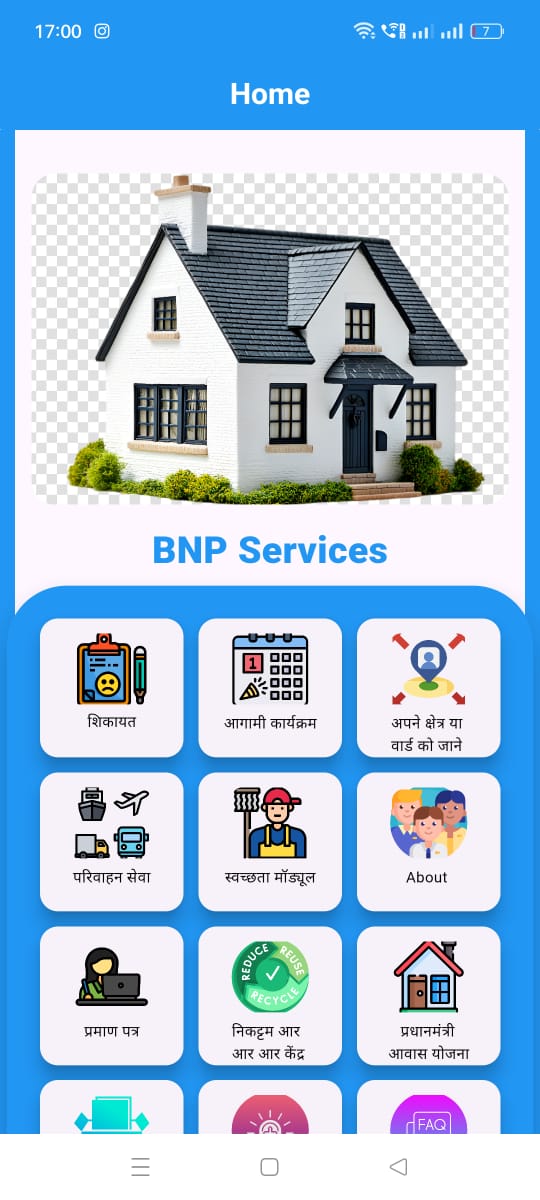 17:00
7
Home
BNP Services
1
शिकायत
आगामी कार्यक्रम
अपने क्षेत्र या
वार्ड को जाने
परिवाहन सेवा
स्वच्छता मॉड्यूल
About
REDUCE REUSE
RECYCLE
प्रमाण पत्र
निकट्टम आर
आर आर केंद्र
प्रधानमंत्री
आवास योजना
FAQ